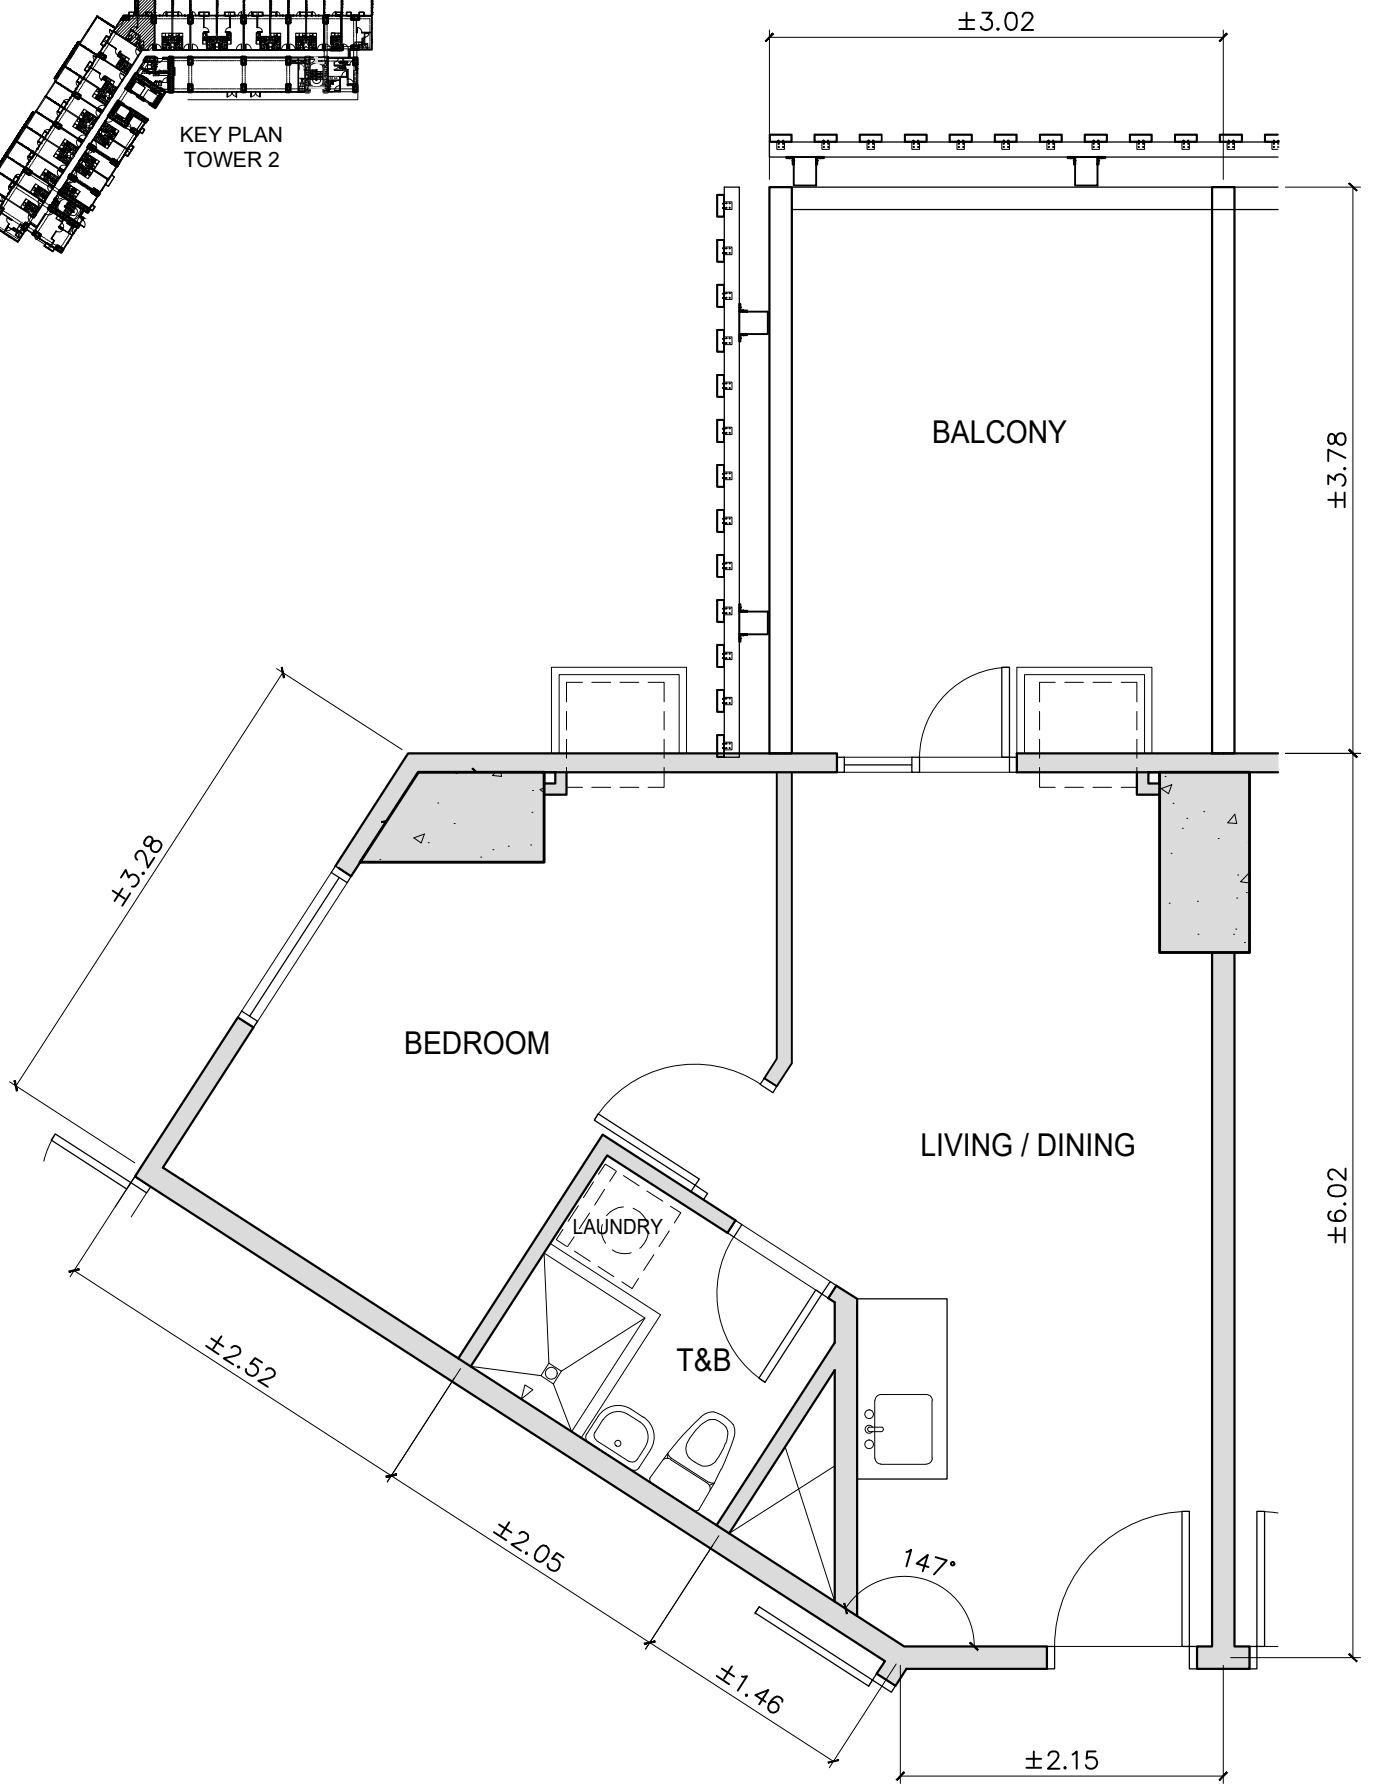 ±3.02
KEY PLAN
TOWER 2
BALCONY
±3.78
±3.28
BEDROOM
LIVING / DINING
±6.02
LAUNDRY
T&B
±2.52
±2.05
147°
±1.46
±2.15